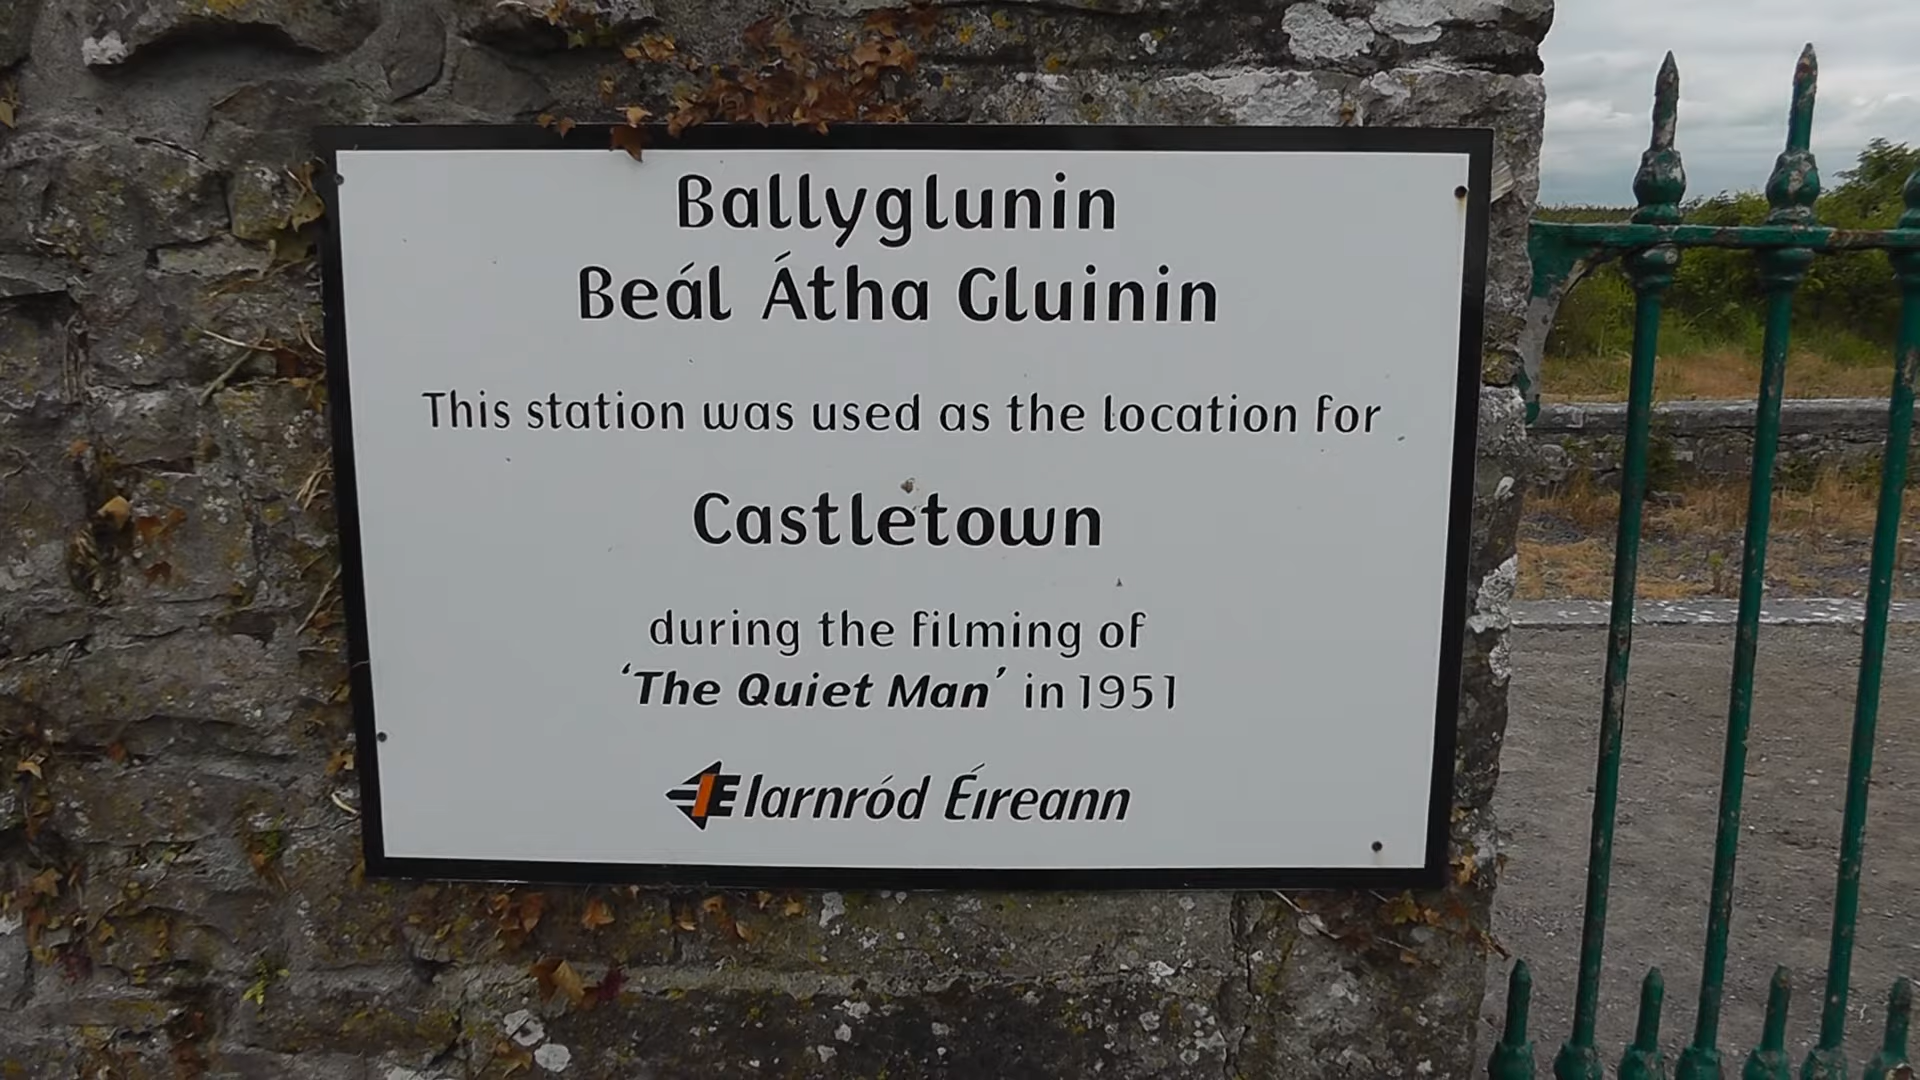 Ballyglunin
Beál Átha Gluinin
This station was used as the location for
Castletown
during the filming of
‘The Quiet Man’ in 1951
IE Iarnród Éireann